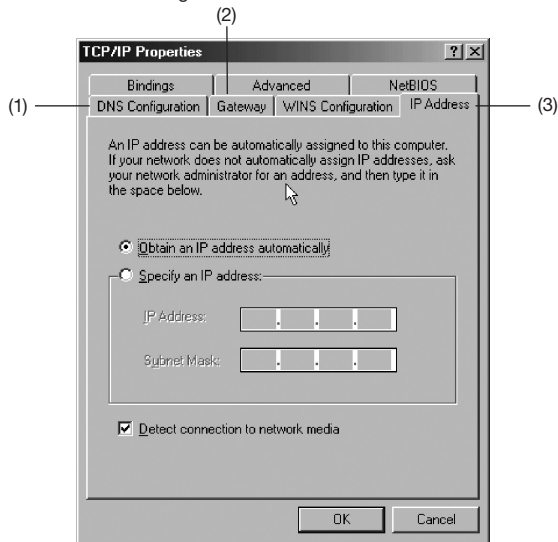 (2)
TCP/IP Properties
? ×
Bindings Advanced NetBIOS
(1) DNS Configuration Gateway WINS Configuration IP Address (3)
An IP address can be automatically assigned to this computer.
If your network does not automatically assign IP addresses, ask
your network administrator for an address, and then type it in
the space below.
Obtain an IP address automatically
Specify an IP address:
IP Address:
. . .
Subnet Mask:
. . .
Detect connection to network media
OK Cancel